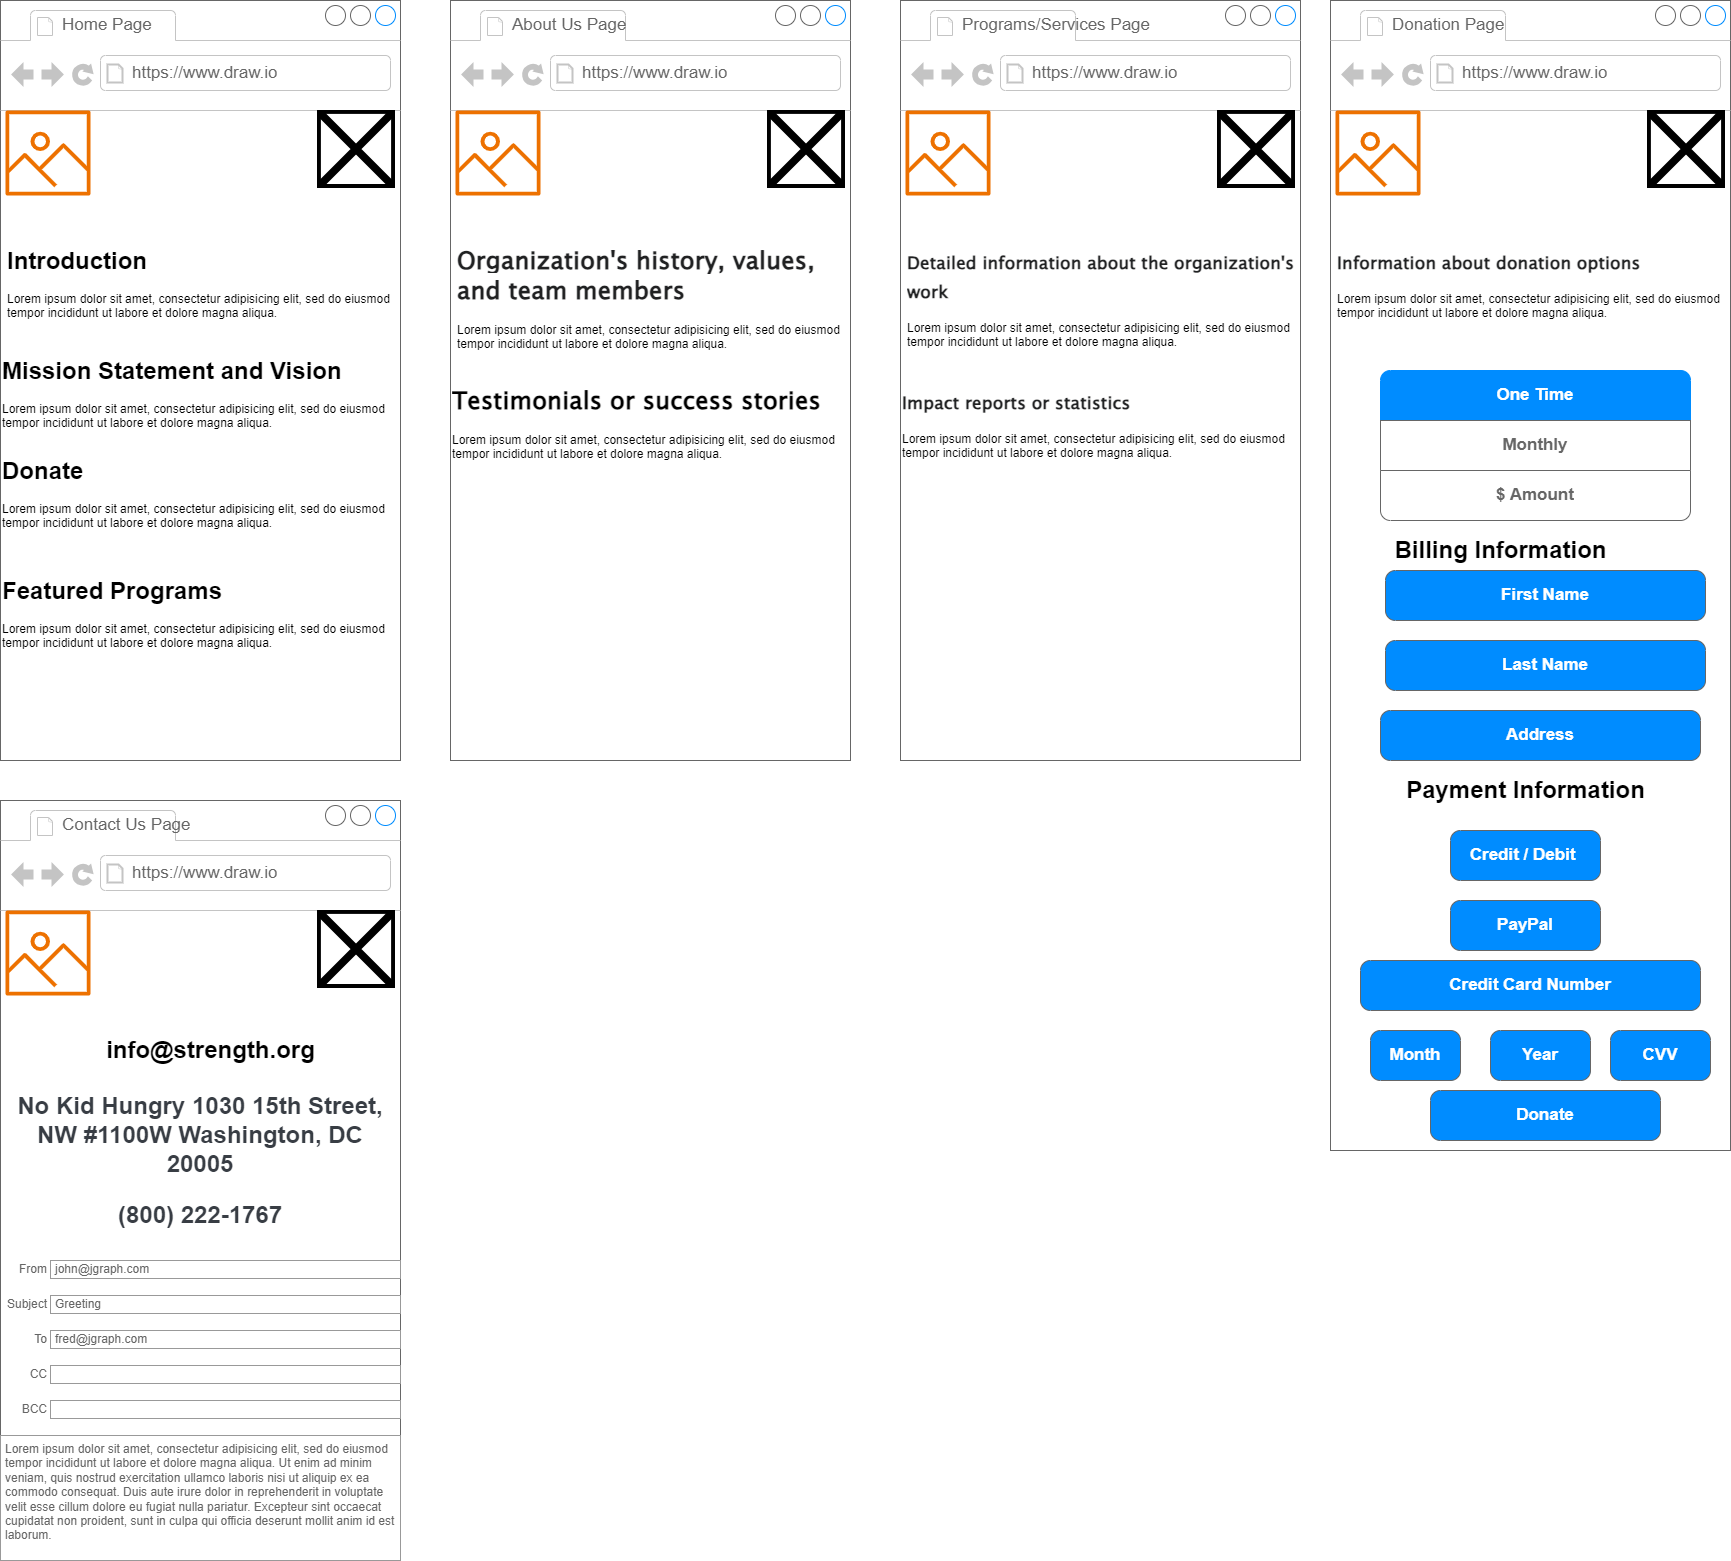 Home Page
https://www.draw.io
Introduction
Lorem ipsum dolor sit amet, consectetur adipisicing elit, sed do eiusmod
tempor incididunt ut labore et dolore magna aliqua.
Mission Statement and Vision
Lorem ipsum dolor sit amet, consectetur adipisicing elit, sed do eiusmod
tempor incididunt ut labore et dolore magna aliqua.
Donate
Lorem ipsum dolor sit amet, consectetur adipisicing elit, sed do eiusmod
tempor incididunt ut labore et dolore magna aliqua.
Featured Programs
Lorem ipsum dolor sit amet, consectetur adipisicing elit, sed do eiusmod
tempor incididunt ut labore et dolore magna aliqua.
About Us Page
https://www.draw.io
Organization's history, values,
and team members
Lorem ipsum dolor sit amet, consectetur adipisicing elit, sed do eiusmod
tempor incididunt ut labore et dolore magna aliqua.
Testimonials or success stories
Lorem ipsum dolor sit amet, consectetur adipisicing elit, sed do eiusmod
tempor incididunt ut labore et dolore magna aliqua.
Programs/Services Page
https://www.draw.io
Detailed information about the organization's
work
Lorem ipsum dolor sit amet, consectetur adipisicing elit, sed do eiusmod
tempor incididunt ut labore et dolore magna aliqua.
Impact reports or statistics
Lorem ipsum dolor sit amet, consectetur adipisicing elit, sed do eiusmod
tempor incididunt ut labore et dolore magna aliqua.
Donation Page
https://www.draw.io
Information about donation options
Lorem ipsum dolor sit amet, consectetur adipisicing elit, sed do eiusmod
tempor incididunt ut labore et dolore magna aliqua.
One Time
Monthly
$ Amount
Billing Information
First Name
Last Name
Address
Payment Information
Credit / Debit
PayPal
Credit Card Number
Month Year CVV
Donate
Contact Us Page
https://www.draw.io
info@strength.org
No Kid Hungry 1030 15th Street,
NW #1100W Washington, DC
20005
(800) 222-1767
From john@jgraph.com
Subject Greeting
To fred@jgraph.com
CC
BCC
Lorem ipsum dolor sit amet, consectetur adipisicing elit, sed do eiusmod
tempor incididunt ut labore et dolore magna aliqua. Ut enim ad minim
veniam, quis nostrud exercitation ullamco laboris nisi ut aliquip ex ea
commodo consequat. Duis aute irure dolor in reprehenderit in voluptate
velit esse cillum dolore eu fugiat nulla pariatur. Excepteur sint occaecat
cupidatat non proident, sunt in culpa qui officia deserunt mollit anim id est
laborum.